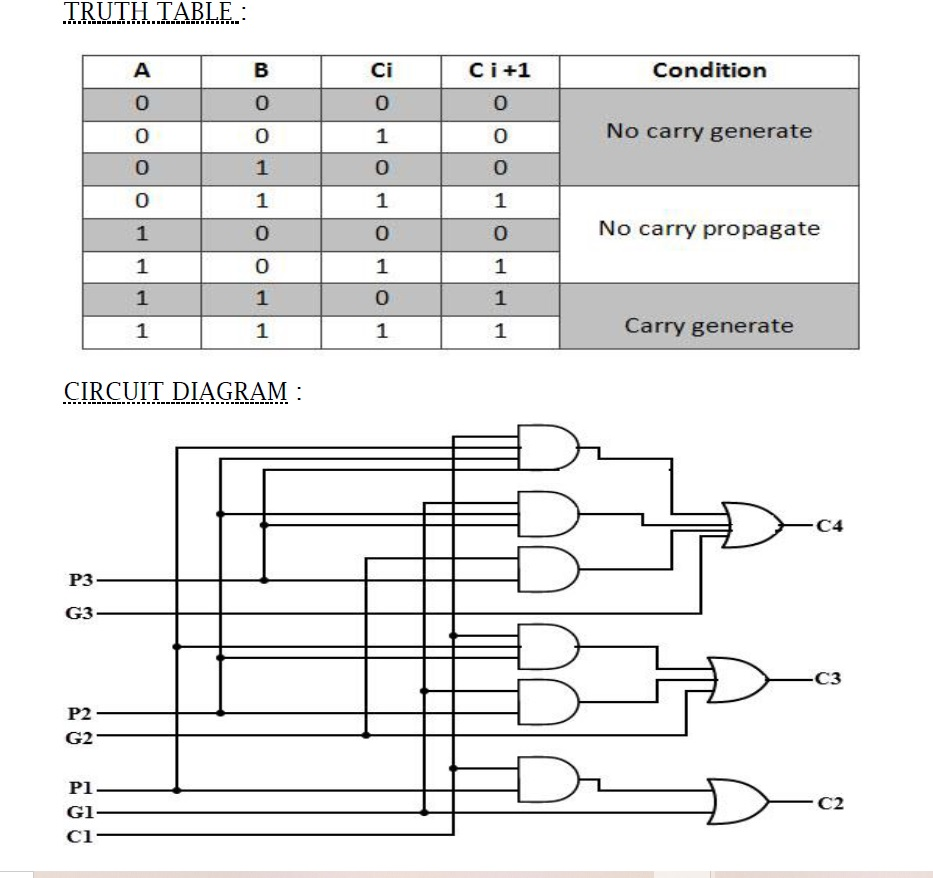 TRUTH TABLE :
A B Ci C i +1 Condition
0 0 0 0 No carry generate
0 0 1 0
0 1 0 0
0 1 1 1 No carry propagate
1 0 0 0
1 0 1 1
1 1 0 1 Carry generate
1 1 1 1
CIRCUIT DIAGRAM :
C4
P3
G3
C3
P2
G2
P1
G1
C2
C1